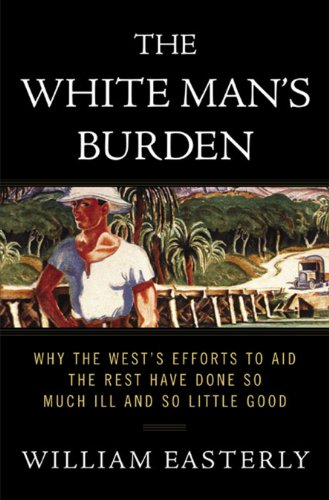 THE
WHITE MAN'S
BURDEN
WHY THE WEST'S EFFORTS TO AID
THE REST HAVE DONE SO
MUCH ILL AND SO LITTLE GOOD
WILLIAM EASTERLY